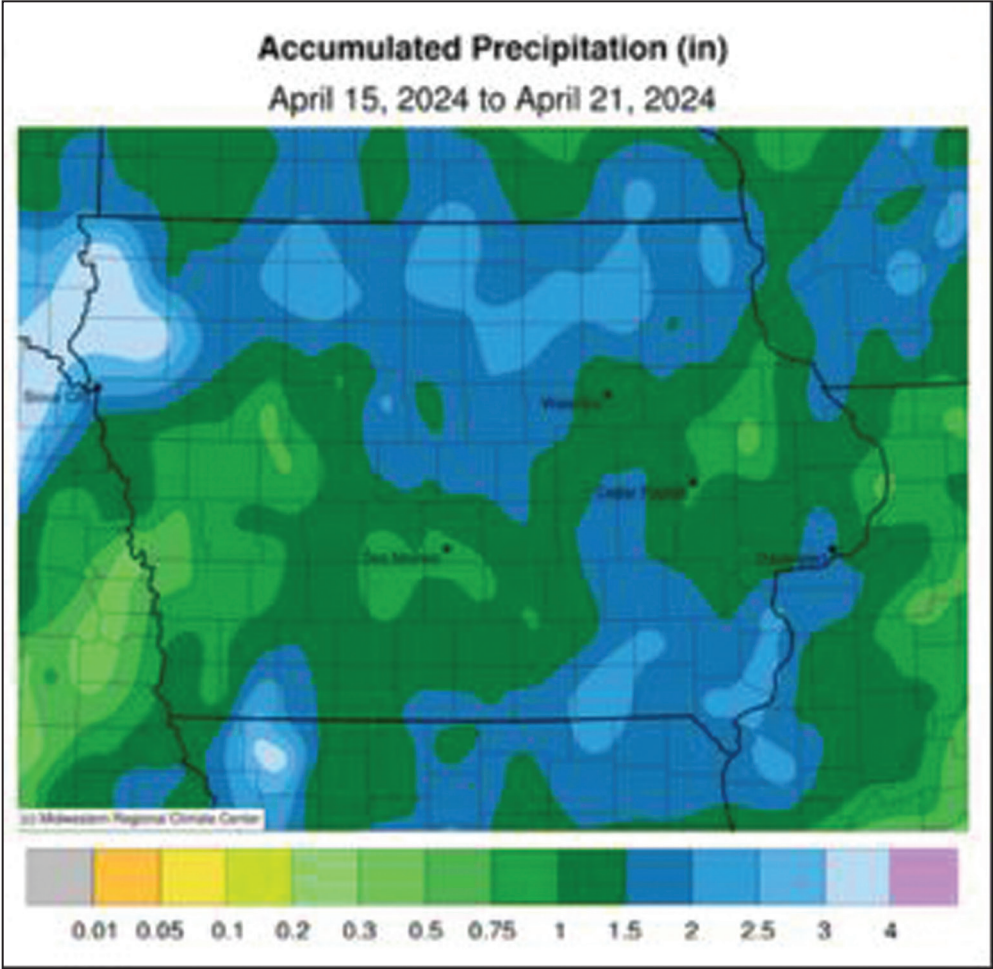 Accumulated Precipitation (in)
April 15, 2024 to April 21, 2024
Sioux City
Waterloo
Cedar Rapids
Des Moines
Davenport
(c) Midwestern Regional Climate Center
0.01 0.05 0.1 0.2 0.3 0.5 0.75 1 1.5 2 2.5 3 4